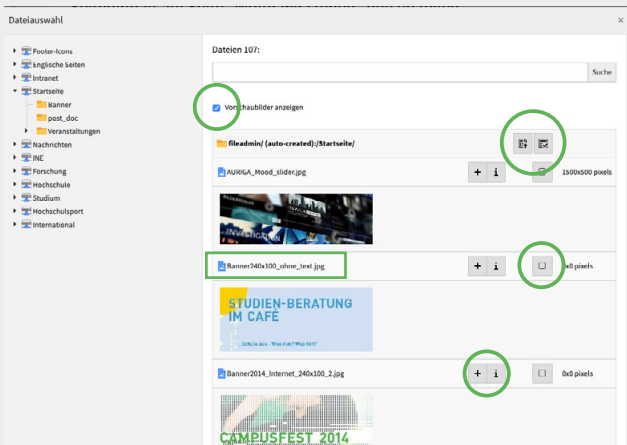 Dateiauswahl
×
Footer-Icons
Englische Seiten
Intranet
Startseite
Banner
post_doc
Veranstaltungen
Nachrichten
INE
Forschung
Hochschule
Studium
Hochschulsport
International
Dateien 107:
Suche
Vorschaubilder anzeigen
fileadmin/ (auto-created):/Startseite/
AURIGA_Mood_slider.jpg + i 1500x500 pixels
INVESTIGATION
Banner240x100_ohne_text.jpg + i 0x0 pixels
STUDIEN-BERATUNG
IM CAFÉ
Banner2014_Internet_240x100_2.jpg + i 0x0 pixels
CAMPUSFEST 2014